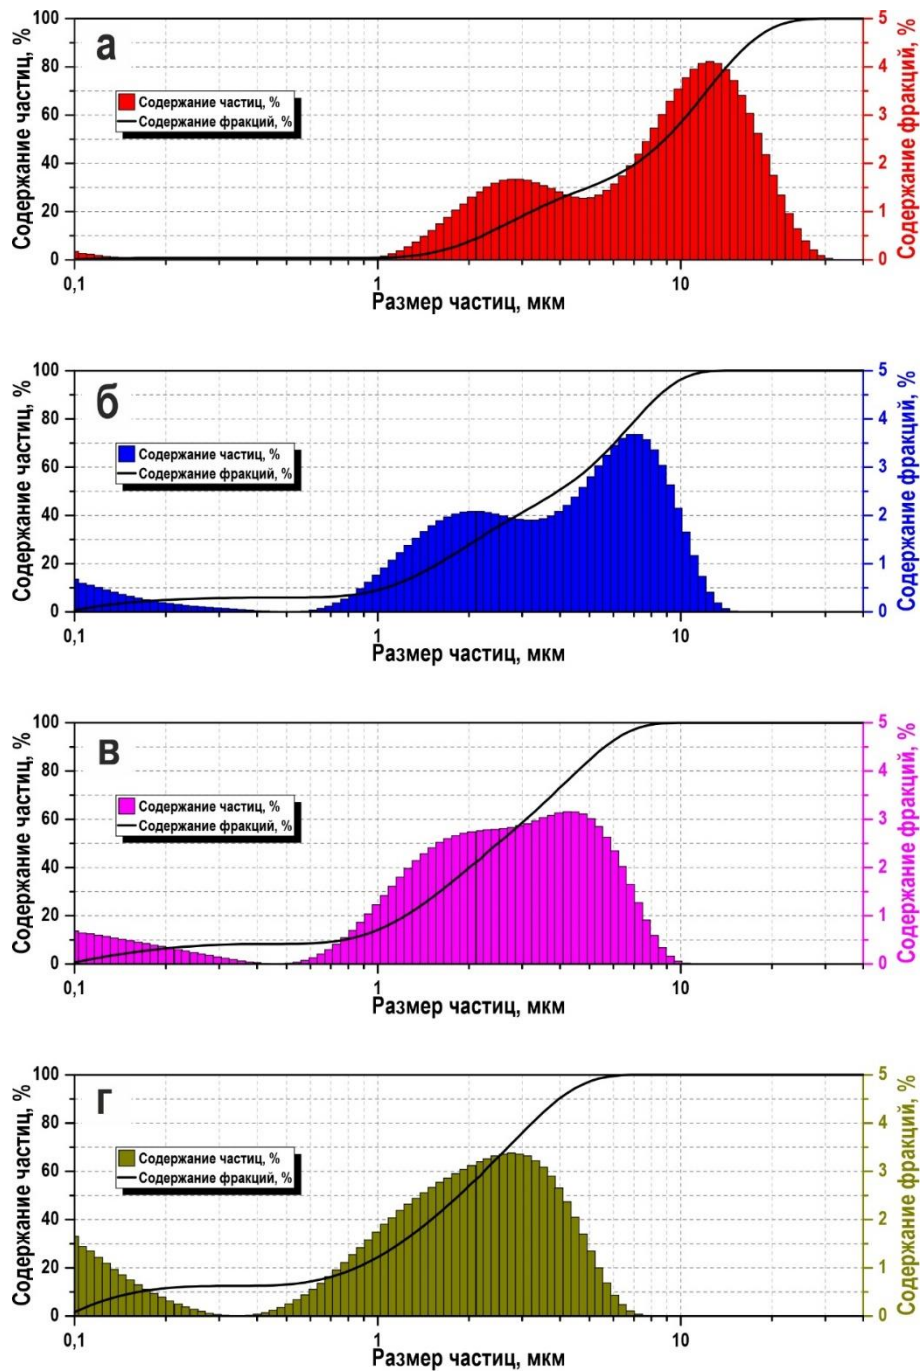 а
Содержание частиц, %
Содержание фракций, %
100
80
60
40
20
0
5
4
3
2
1
0
Содержание частиц, %
Содержание фракций, %
0,1
1
10
Размер частиц, мкм
б
Содержание частиц, %
Содержание фракций, %
100
80
60
40
20
0
5
4
3
2
1
0
Содержание частиц, %
Содержание фракций, %
0,1
1
10
Размер частиц, мкм
в
Содержание частиц, %
Содержание фракций, %
100
80
60
40
20
0
5
4
3
2
1
0
Содержание частиц, %
Содержание фракций, %
0,1
1
10
Размер частиц, мкм
г
Содержание частиц, %
Содержание фракций, %
100
80
60
40
20
0
5
4
3
2
1
0
Содержание частиц, %
Содержание фракций, %
0,1
1
10
Размер частиц, мкм